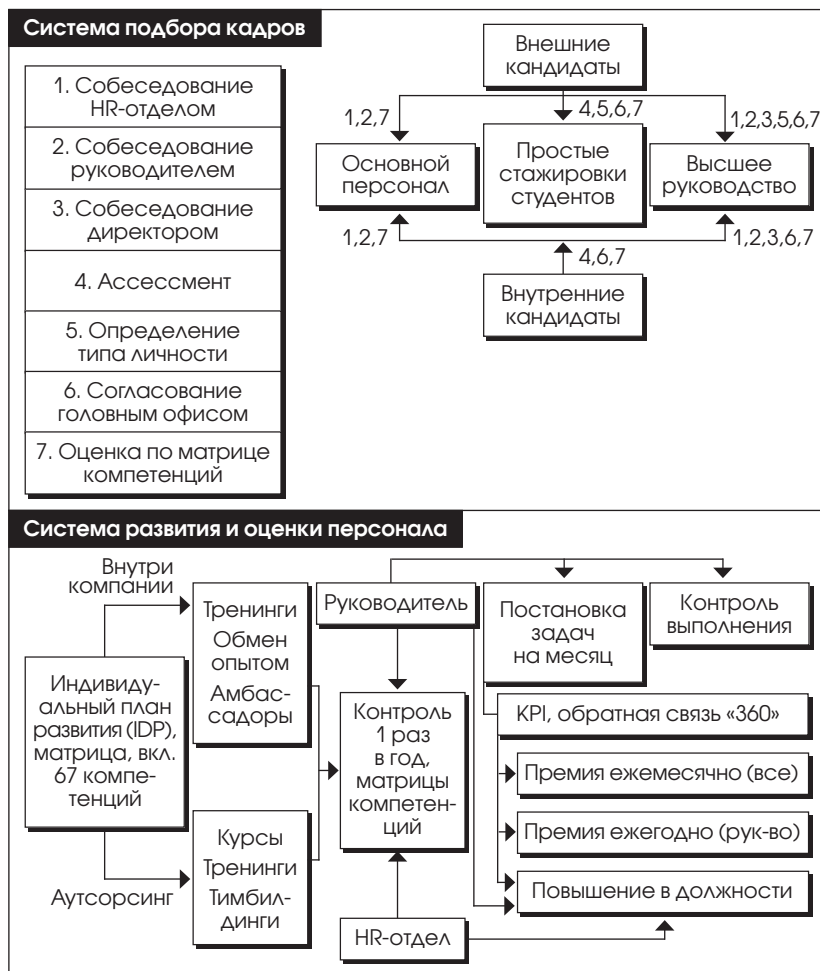 Система подбора кадров
1. Собеседование
HR-отделом
2. Собеседование
руководителем
3. Собеседование
директором
4. Ассессмент
5. Определение
типа личности
6. Согласование
головным офисом
7. Оценка по матрице
компетенций
Внешние
кандидаты
1,2,7
4,5,6,7
1,2,3,5,6,7
Основной
персонал
Простые
стажировки
студентов
Высшее
руководство
1,2,7
4,6,7
1,2,3,6,7
Внутренние
кандидаты
Система развития и оценки персонала
Внутри
компании
Индивиду-
альный план
развития (IDP),
матрица, вкл.
67 компе-
тенций
Аутсорсинг
Тренинги
Обмен
опытом
Амбас-
садоры
Курсы
Тренинги
Тимбил-
динги
Руководитель
Контроль
1 раз
в год,
матрицы
компетен-
ций
HR-отдел
Постановка
задач
на месяц
Контроль
выполнения
KPI, обратная связь «360»
Премия ежемесячно (все)
Премия ежегодно (рук-во)
Повышение в должности